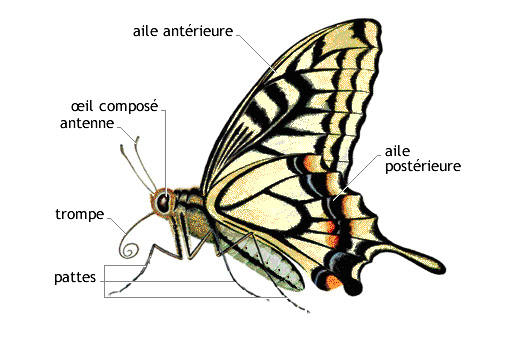 aile antérieure
œil composé
antenne
aile
postérieure
trompe
pattes